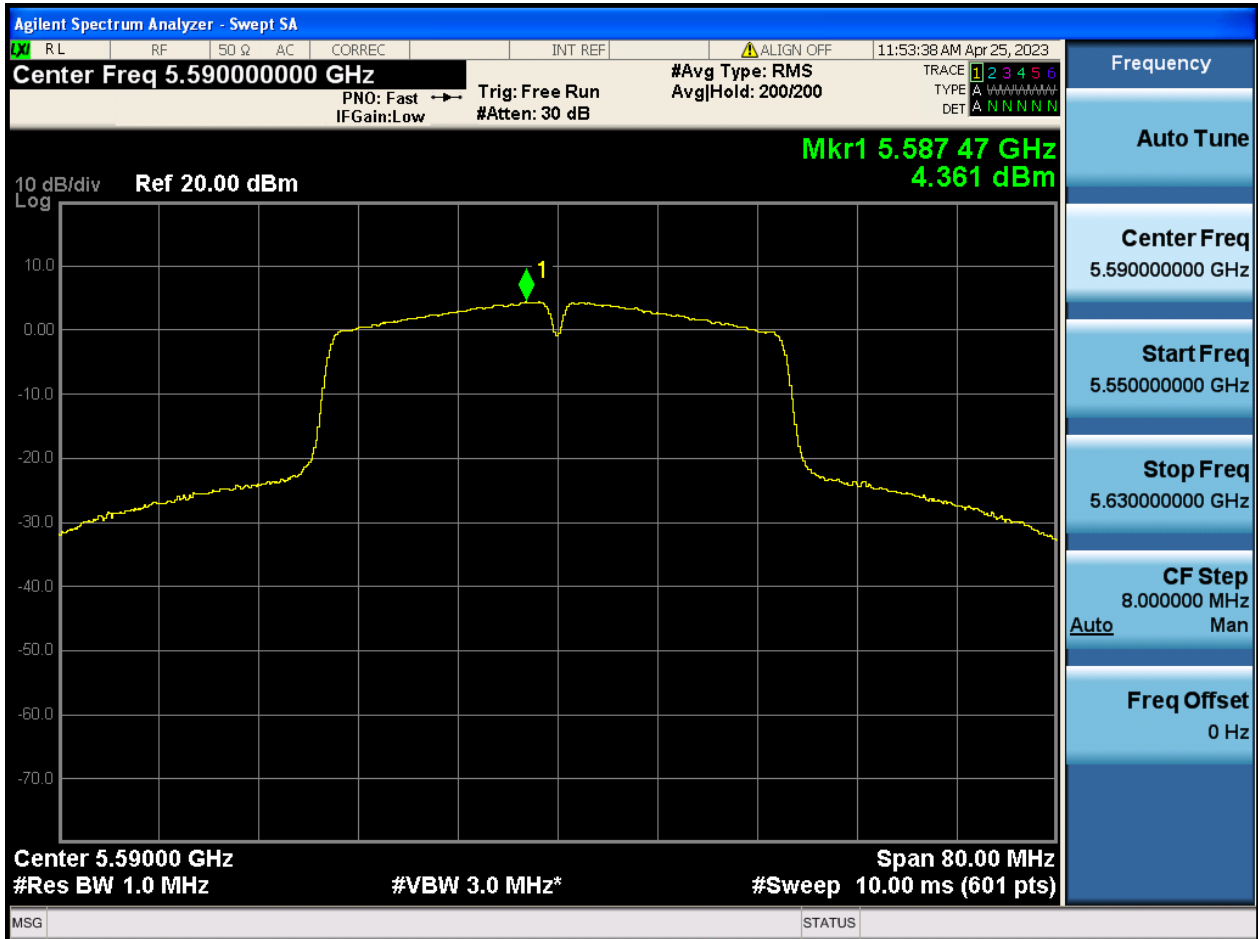 Agilent Spectrum Analyzer - Swept SA
LXI RL RF 50 Ω AC CORREC INT REF ALIGN OFF 11:53:38 AM Apr 25, 2023
Center Freq 5.590000000 GHz
PNO: Fast
IFGain:Low
Trig: Free Run
#Atten: 30 dB
#Avg Type: RMS
Avg|Hold: 200/200
TRACE 1 2 3 4 5 6
TYPE A WWWWW
DET A N N N N N
Mkr1 5.587 47 GHz
4.361 dBm
10 dB/div Ref 20.00 dBm
Log
10.0
1
0.00
-10.0
-20.0
-30.0
-40.0
-50.0
-60.0
-70.0
Center 5.59000 GHz Span 80.00 MHz
#Res BW 1.0 MHz #VBW 3.0 MHz* #Sweep 10.00 ms (601 pts)
MSG STATUS
Frequency
Auto Tune
Center Freq
5.590000000 GHz
Start Freq
5.550000000 GHz
Stop Freq
5.630000000 GHz
CF Step
8.000000 MHz
Auto Man
Freq Offset
0 Hz